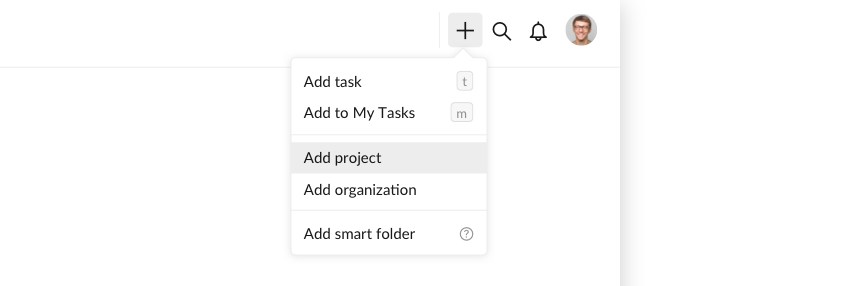 Add task t
Add to My Tasks m
Add project
Add organization
Add smart folder ?